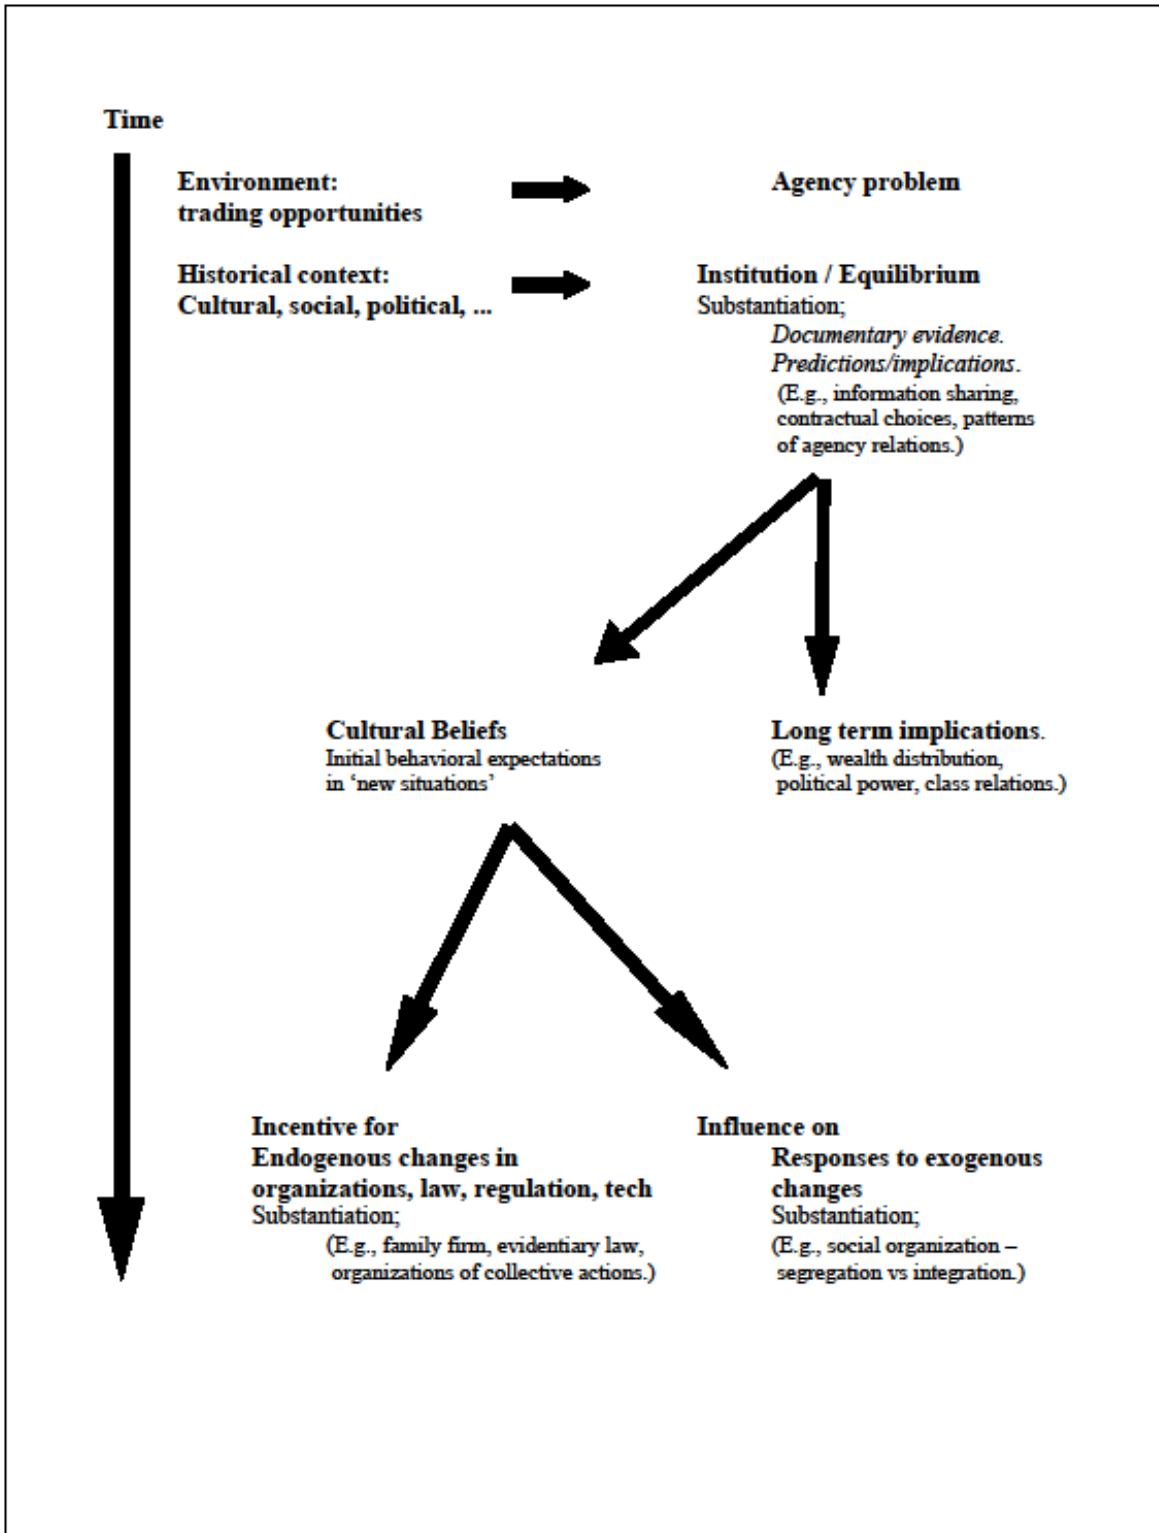 Time
Environment:
trading opportunities
Agency problem
Historical context:
Cultural, social, political, ...
Institution / Equilibrium
Substantiation;
Documentary evidence.
Predictions/implications.
(E.g., information sharing,
contractual choices, patterns
of agency relations.)
Cultural Beliefs
Initial behavioral expectations
in ‘new situations’
Long term implications.
(E.g., wealth distribution,
political power, class relations.)
Incentive for
Endogenous changes in
organizations, law, regulation, tech
Substantiation;
(E.g., family firm, evidentiary law,
organizations of collective actions.)
Influence on
Responses to exogenous
changes
Substantiation;
(E.g., social organization –
segregation vs integration.)